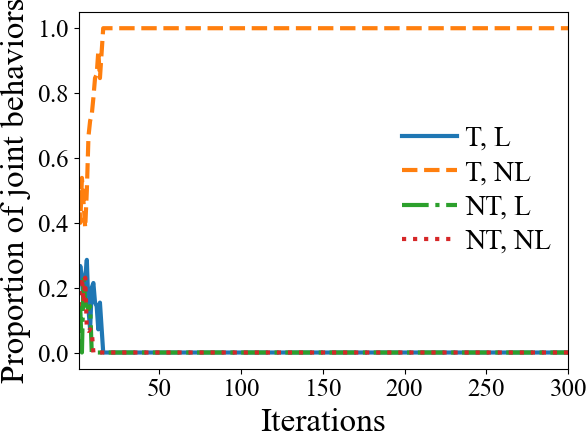 Proportion of joint behaviors
1.0
0.8
0.6
0.4
0.2
0.0
T, L
T, NL
NT, L
NT, NL
50
100
150
200
250
300
Iterations